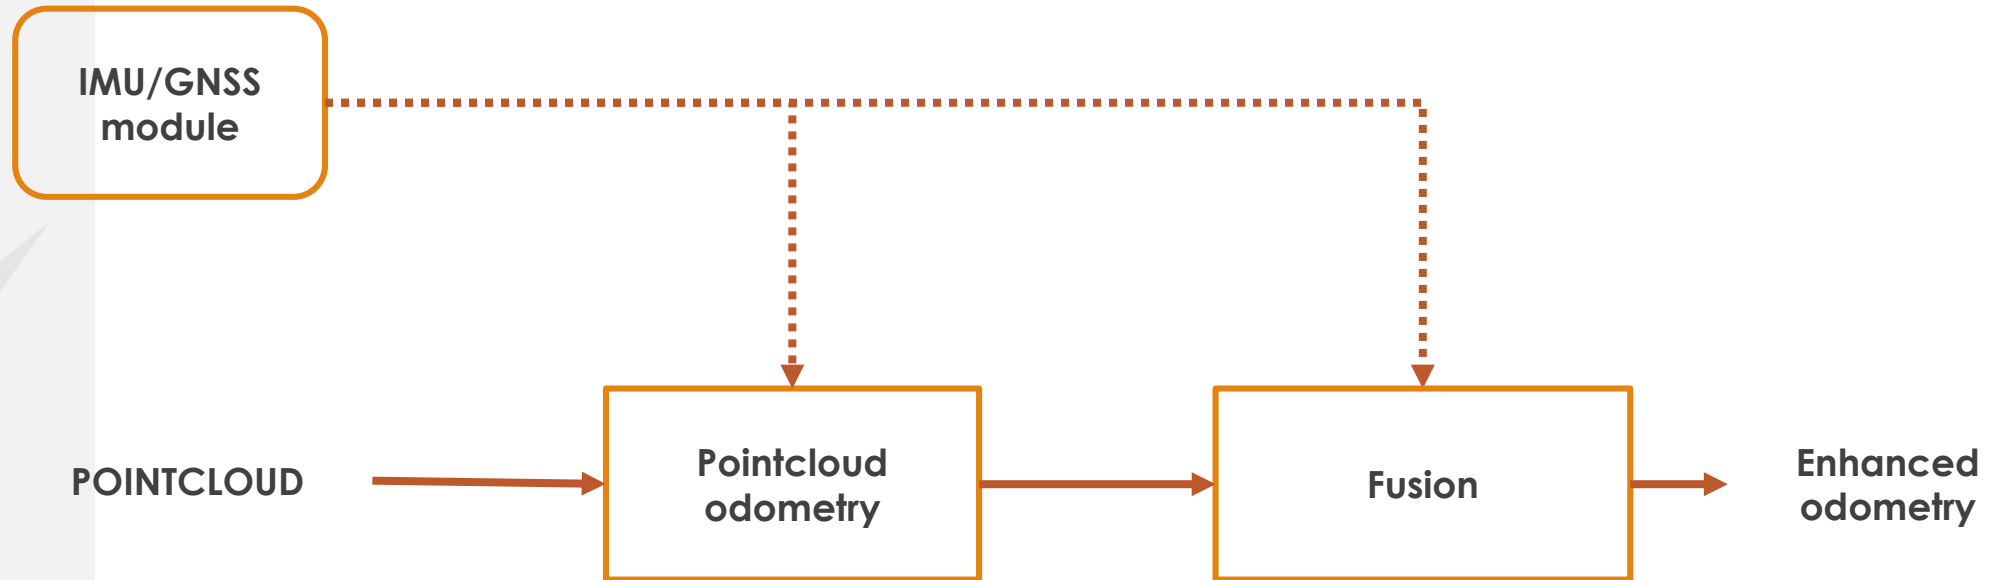 IMU/GNSS
module
POINTCLOUD
Pointcloud
odometry
Fusion
Enhanced
odometry